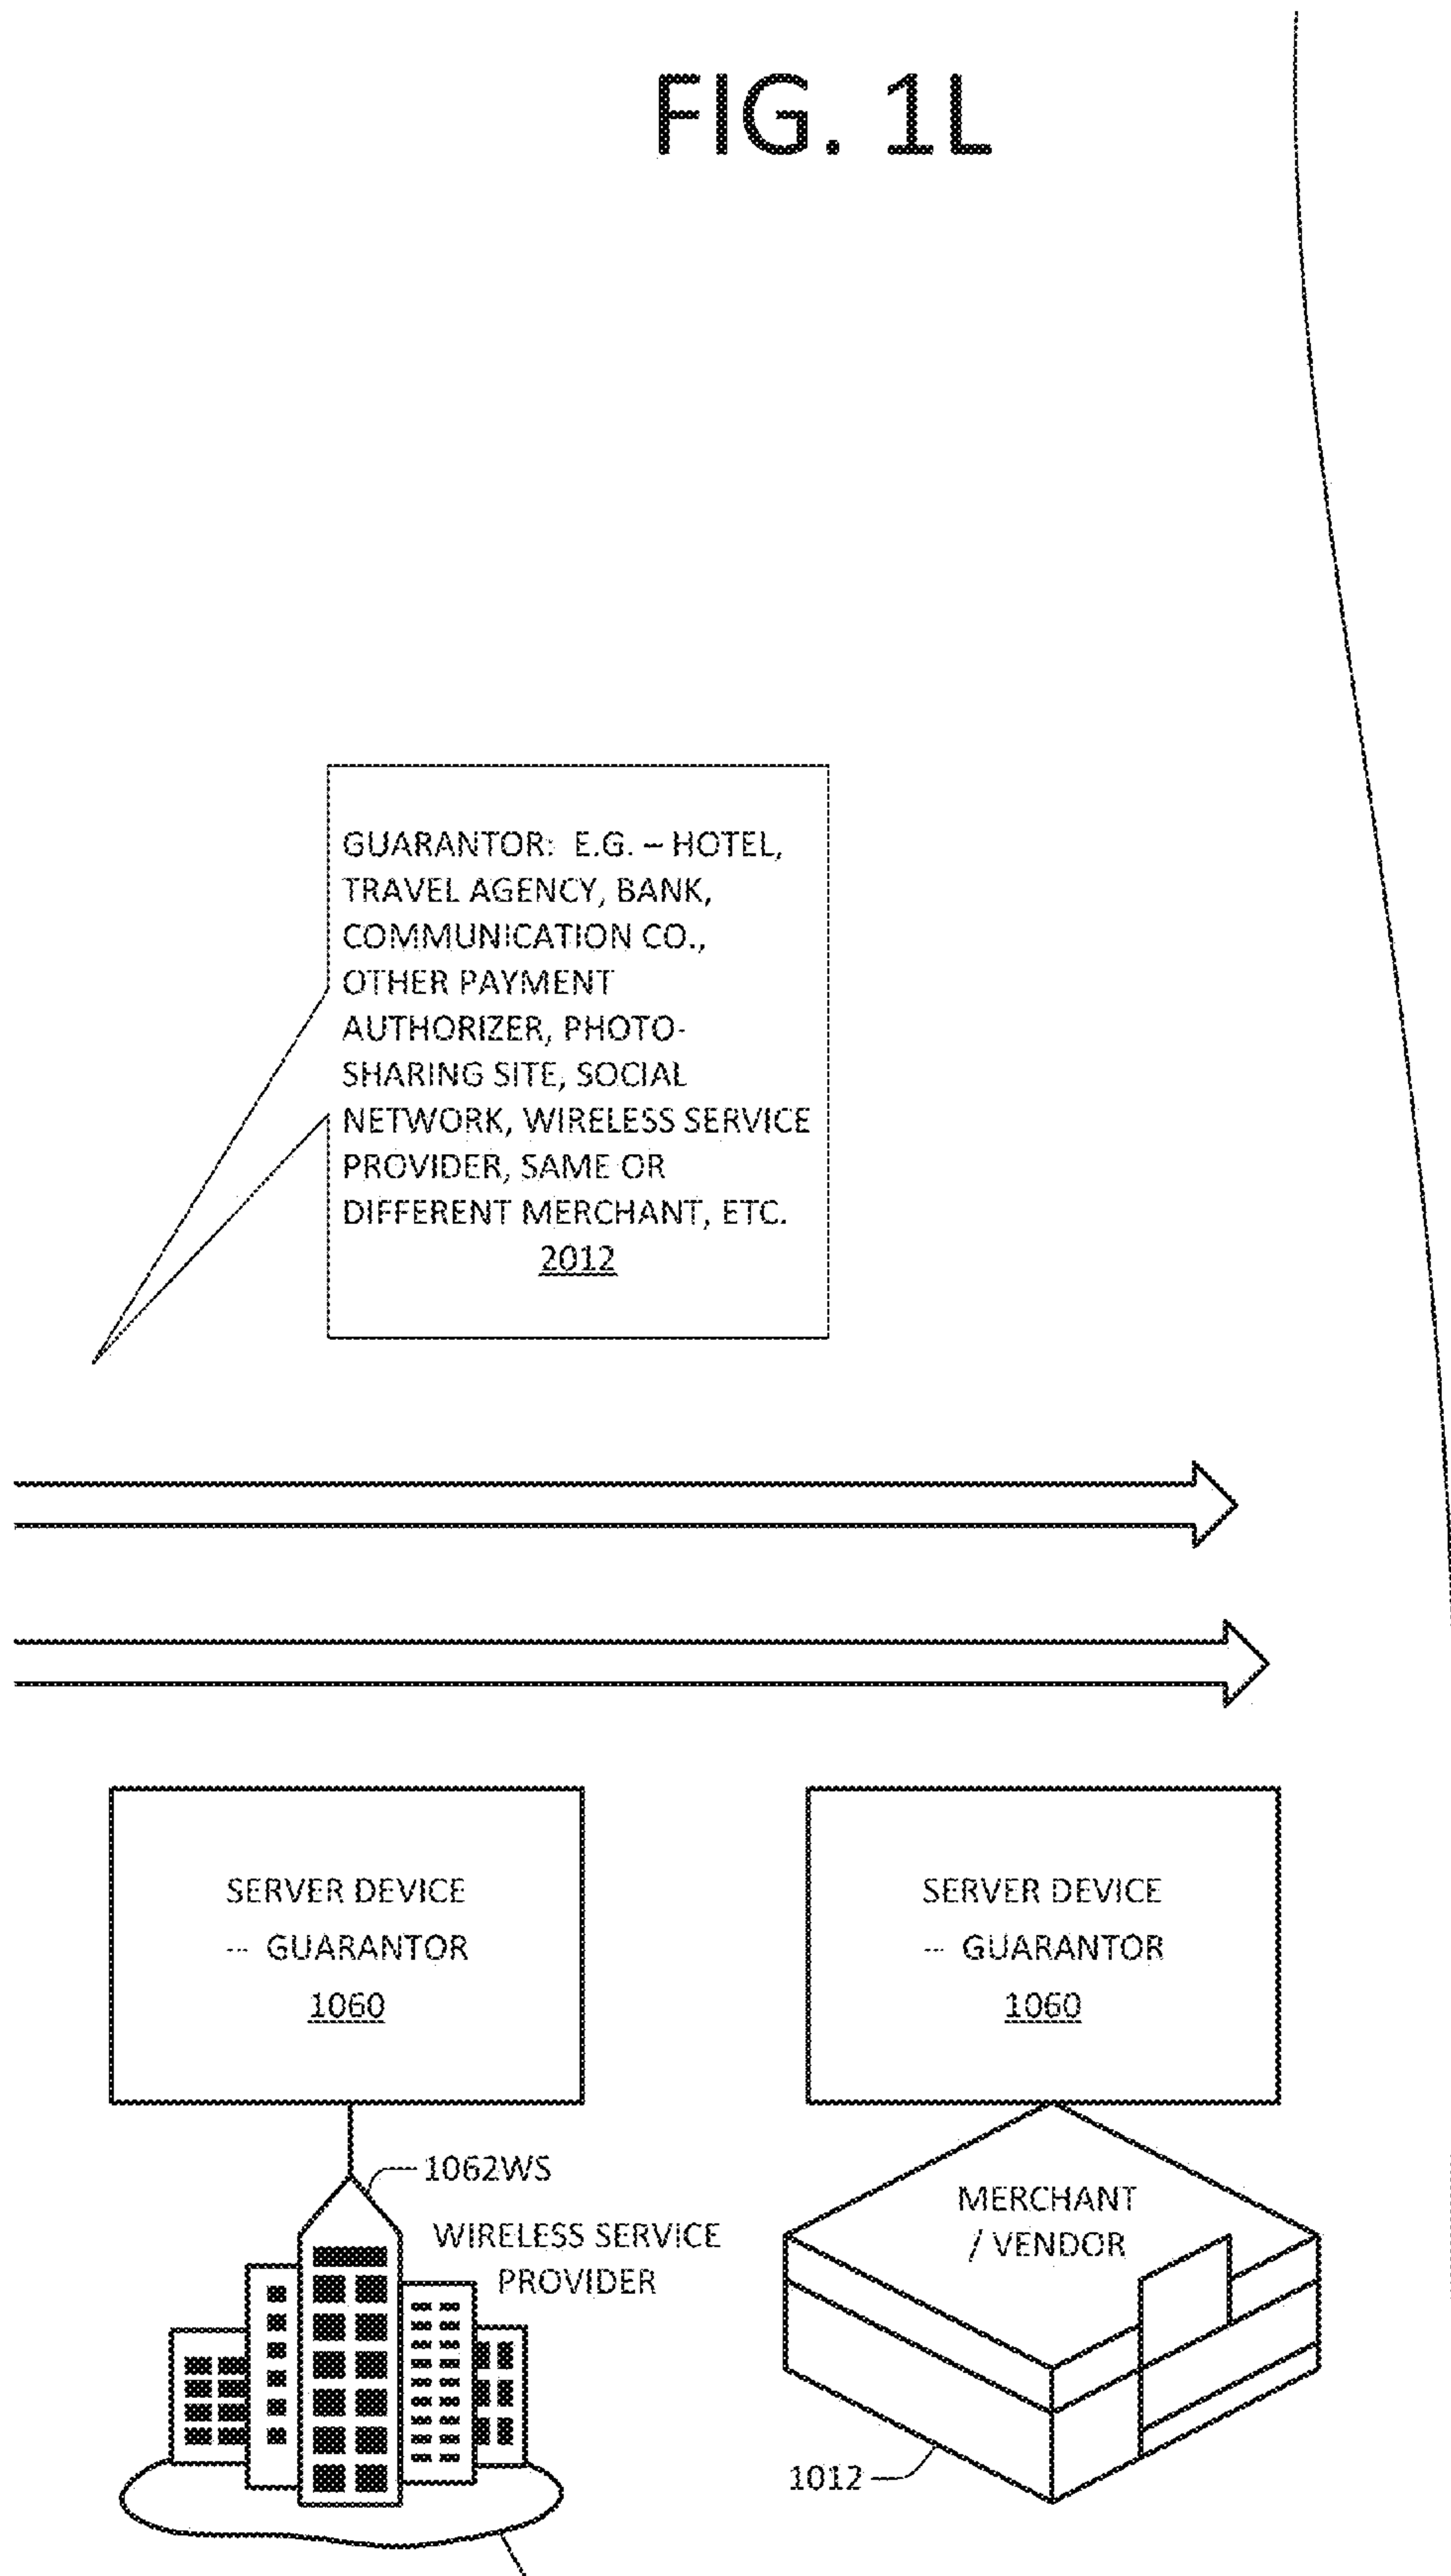 FIG. 1L
GUARANTOR: E.G. – HOTEL,
TRAVEL AGENCY, BANK,
COMMUNICATION CO.,
OTHER PAYMENT
AUTHORIZER, PHOTO-
SHARING SITE, SOCIAL
NETWORK, WIRELESS SERVICE
PROVIDER, SAME OR
DIFFERENT MERCHANT, ETC.
2012
SERVER DEVICE
-- GUARANTOR
1060
SERVER DEVICE
-- GUARANTOR
1060
1062WS
WIRELESS SERVICE
PROVIDER
MERCHANT
/ VENDOR
1012